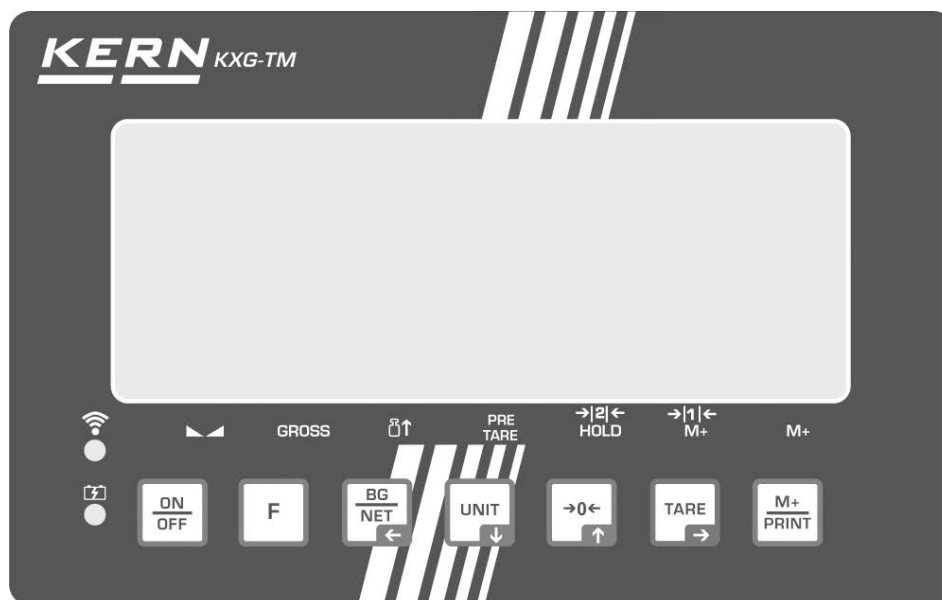 KERN KXG-TM
GROSS
PRE
TARE
→|2|←
HOLD
→|1|←
M+
M+
ON
OFF
F
BG
NET
←
UNIT
↓
→0←
↑
TARE
→
M+
PRINT